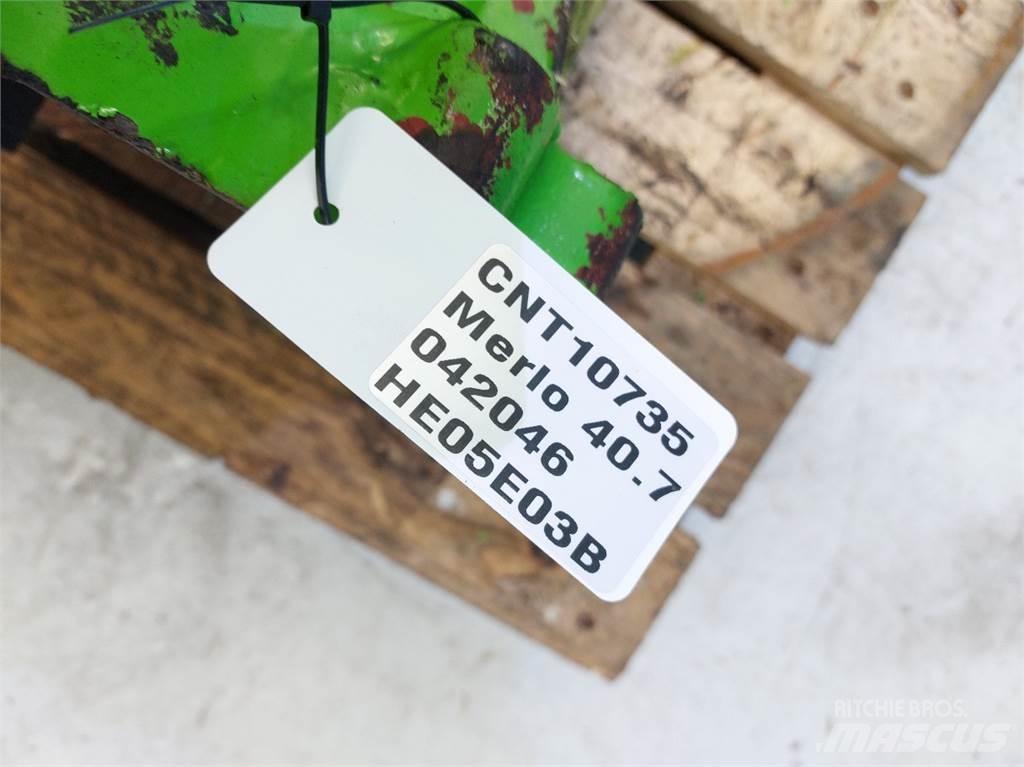 CNT10735
Merlo 40.7
042046
HE05E03B
RITCHIE BROS.
MASCUS